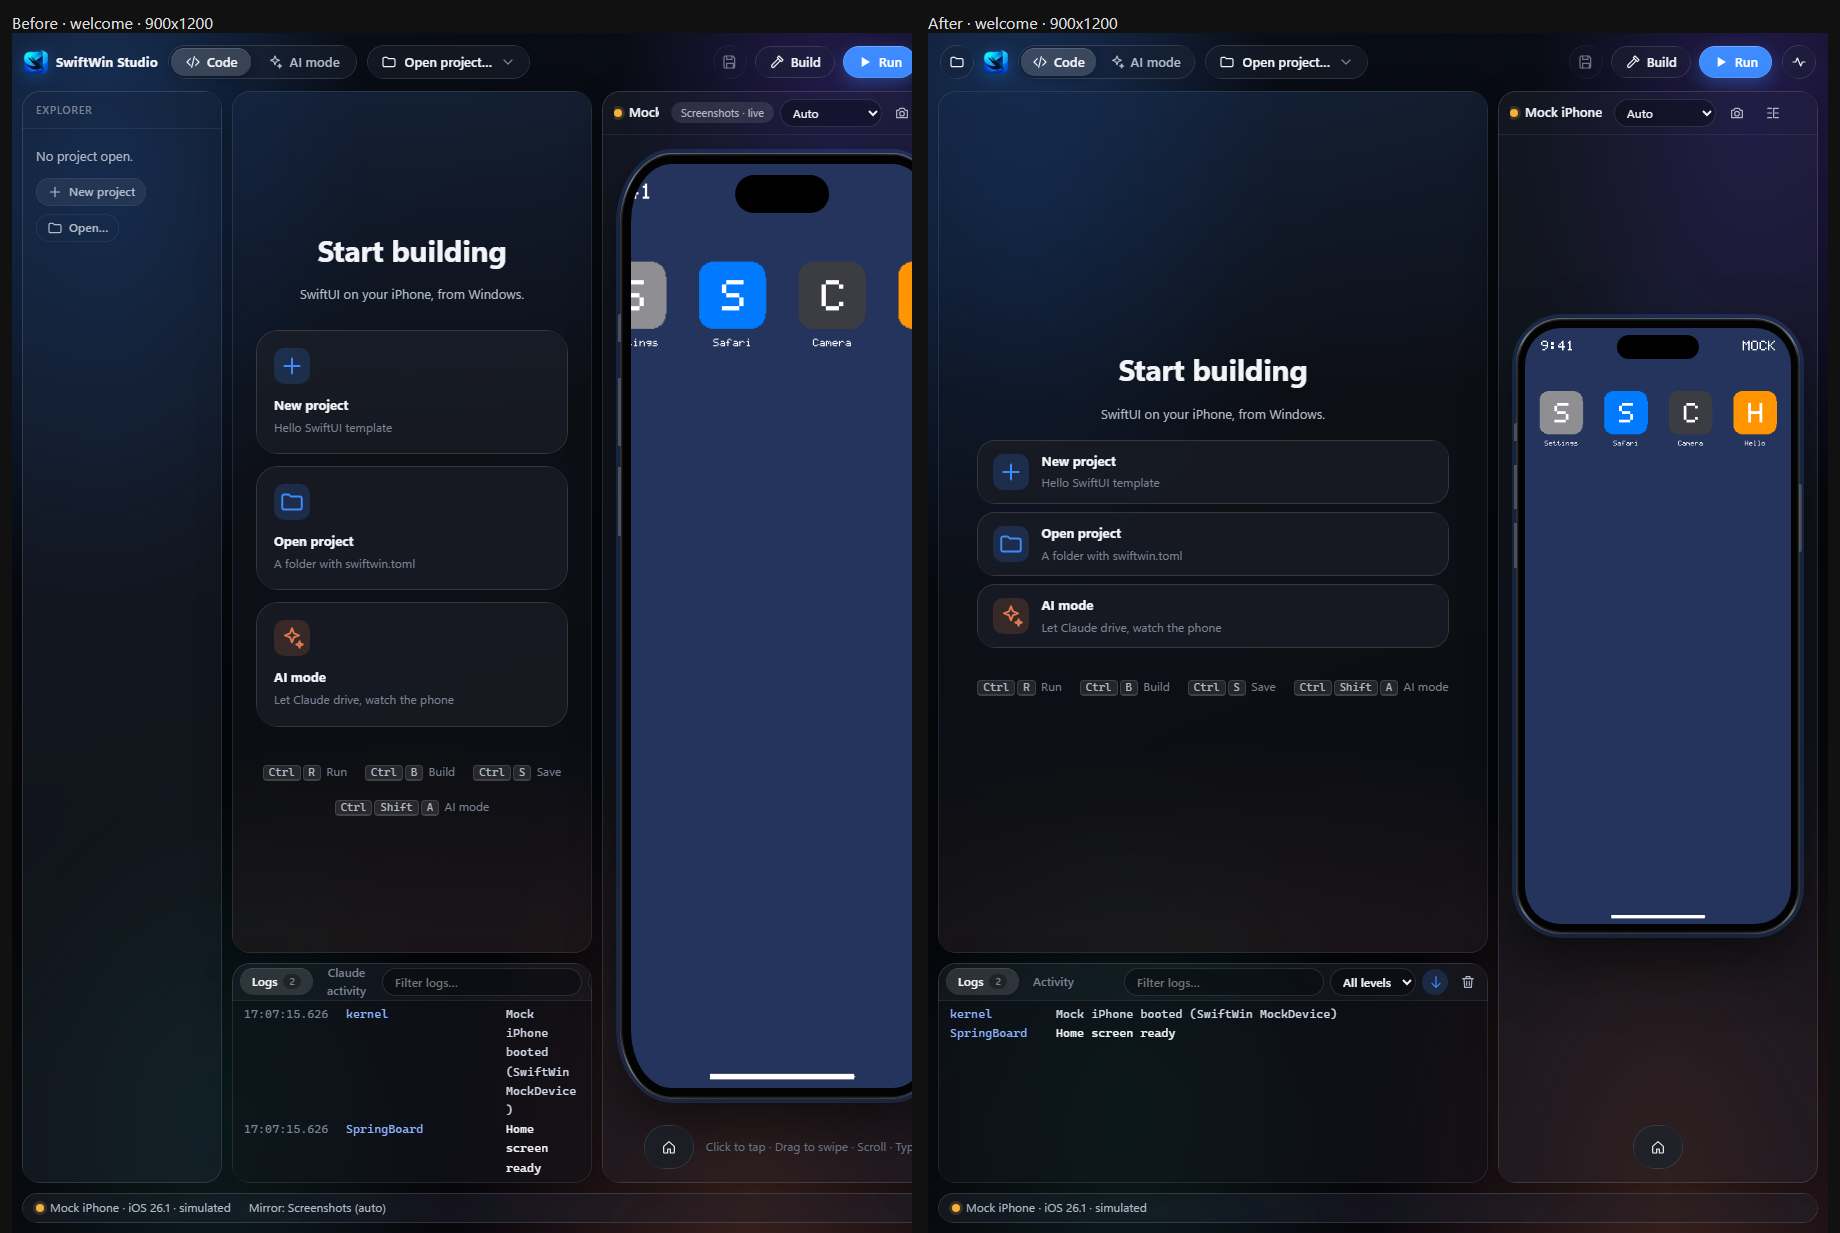 Before · welcome · 900x1200
SwiftWin Studio
Code
AI mode
Open project...
Build
Run
EXPLORER
No project open.
New project
Open...
Start building
SwiftUI on your iPhone, from Windows.
New project
Hello SwiftUI template
Open project
A folder with swiftwin.toml
AI mode
Let Claude drive, watch the phone
Ctrl R Run Ctrl B Build Ctrl S Save
Ctrl Shift A AI mode
Logs 2
Claude
activity
Filter logs...
17:07:15.626 kernel Mock
iPhone
booted
(SwiftWin
MockDevice
)
17:07:15.626 SpringBoard Home
screen
ready
Mock
Screenshots · live
Auto
41
S S C
ings Safari Camera
Click to tap · Drag to swipe · Scroll · Typ
Mock iPhone · iOS 26.1 · simulated Mirror: Screenshots (auto)
After · welcome · 900x1200
Code
AI mode
Open project...
Build
Run
Start building
SwiftUI on your iPhone, from Windows.
New project
Hello SwiftUI template
Open project
A folder with swiftwin.toml
AI mode
Let Claude drive, watch the phone
Ctrl R Run Ctrl B Build Ctrl S Save Ctrl Shift A AI mode
Logs 2
Activity
Filter logs...
All levels
kernel Mock iPhone booted (SwiftWin MockDevice)
SpringBoard Home screen ready
Mock iPhone
Auto
9:41 MOCK
S S C H
Settings Safari Camera Hello
Mock iPhone · iOS 26.1 · simulated